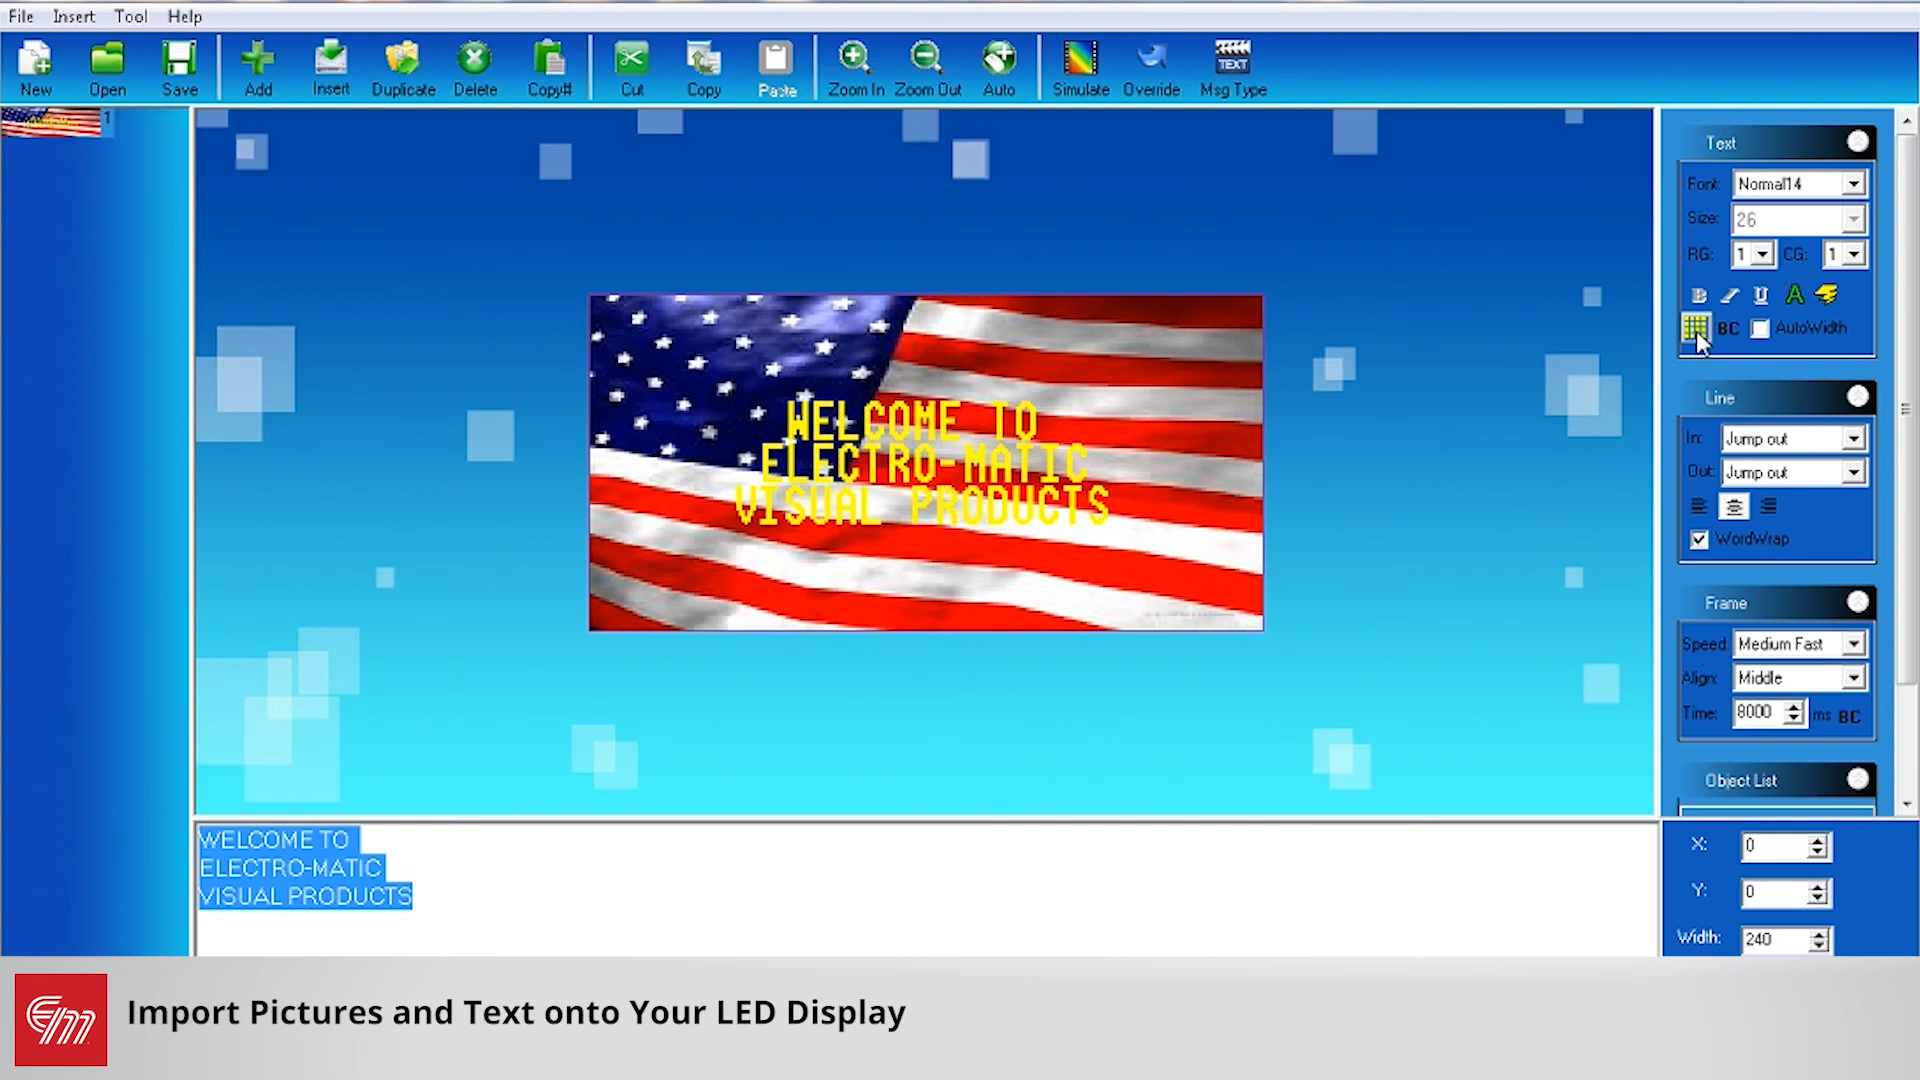 File Insert Tool Help
New Open Save Add Insert Duplicate Delete Copy# Cut Copy Paste Zoom In Zoom Out Auto Simulate Override TEXT Msg Type
1
Text
Font: Normal14
Size: 26
RG: 1 CG: 1
B U A
BC AutoWidth
Line
In: Jump out
Out: Jump out
WordWrap
Frame
Speed: Medium Fast
Align: Middle
Time: 8000 ms BC
Object List
WELCOME TO
ELECTRO-MATIC
VISUAL PRODUCTS
WELCOME TO
ELECTRO-MATIC
VISUAL PRODUCTS
X: 0
Y: 0
Width: 240
EM
Import Pictures and Text onto Your LED Display